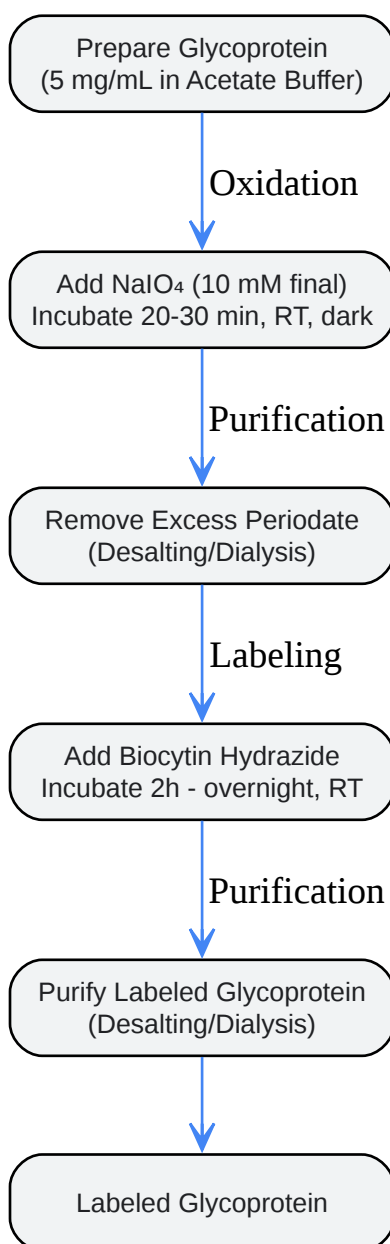 Prepare Glycoprotein
(5 mg/mL in Acetate Buffer)
Oxidation
Add NaIO₄ (10 mM final)
Incubate 20-30 min, RT, dark
Purification
Remove Excess Periodate
(Desalting/Dialysis)
Labeling
Add Biocytin Hydrazide
Incubate 2h - overnight, RT
Purification
Purify Labeled Glycoprotein
(Desalting/Dialysis)
Labeled Glycoprotein